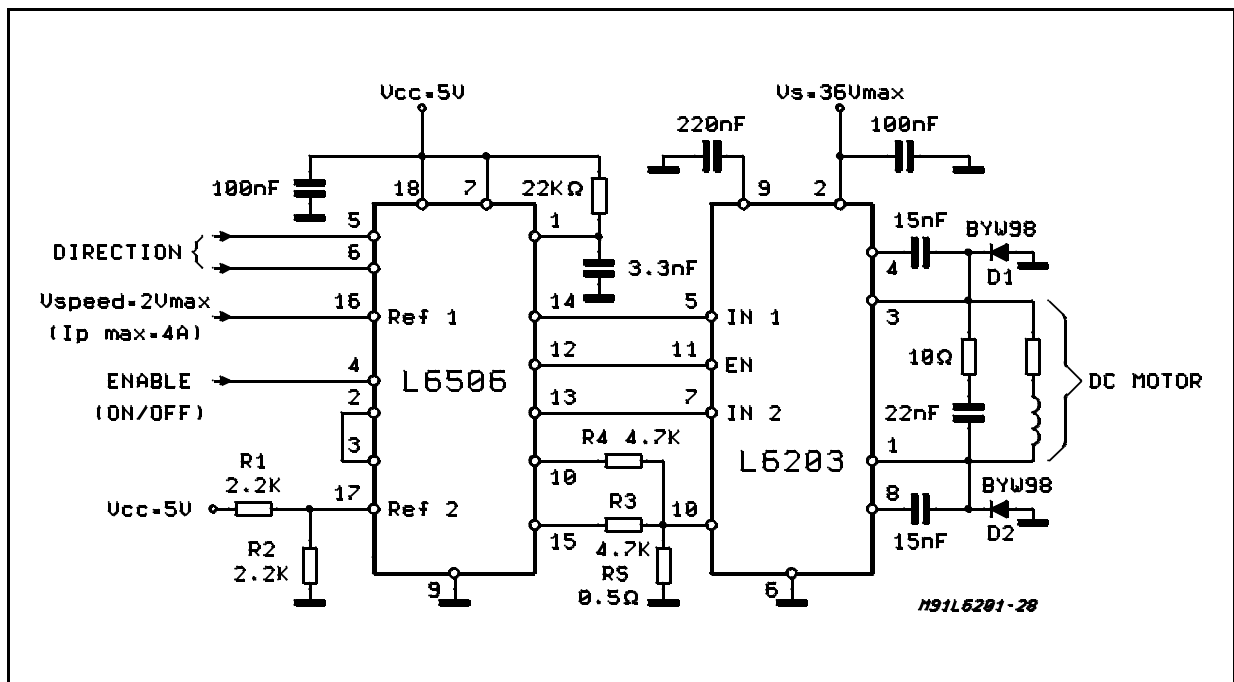 Vcc=5V
Vs=36Vmax
220nF
100nF
100nF
18
7
22KΩ
9
2
5
1
15nF
BYW98
DIRECTION {
6
3.3nF
4
D1
Vspeed=2Vmax
16
Ref 1
14
5
IN 1
3
(Ip max=4A)
12
11
EN
10Ω
ENABLE
4
L6506
DC MOTOR
(ON/OFF)
2
13
7
IN 2
22nF
3
R4 4.7K
L6203
1
R1
10
2.2K
8
BYW98
Vcc=5V
17
Ref 2
R3
10
R2
15
4.7K
15nF
D2
2.2K
RS
9
0.5Ω
6
M91L6201-28